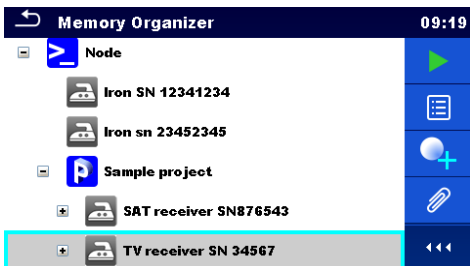 Memory Organizer 09:19
Node
Iron SN 12341234
Iron sn 23452345
Sample project
SAT receiver SN876543
TV receiver SN 34567